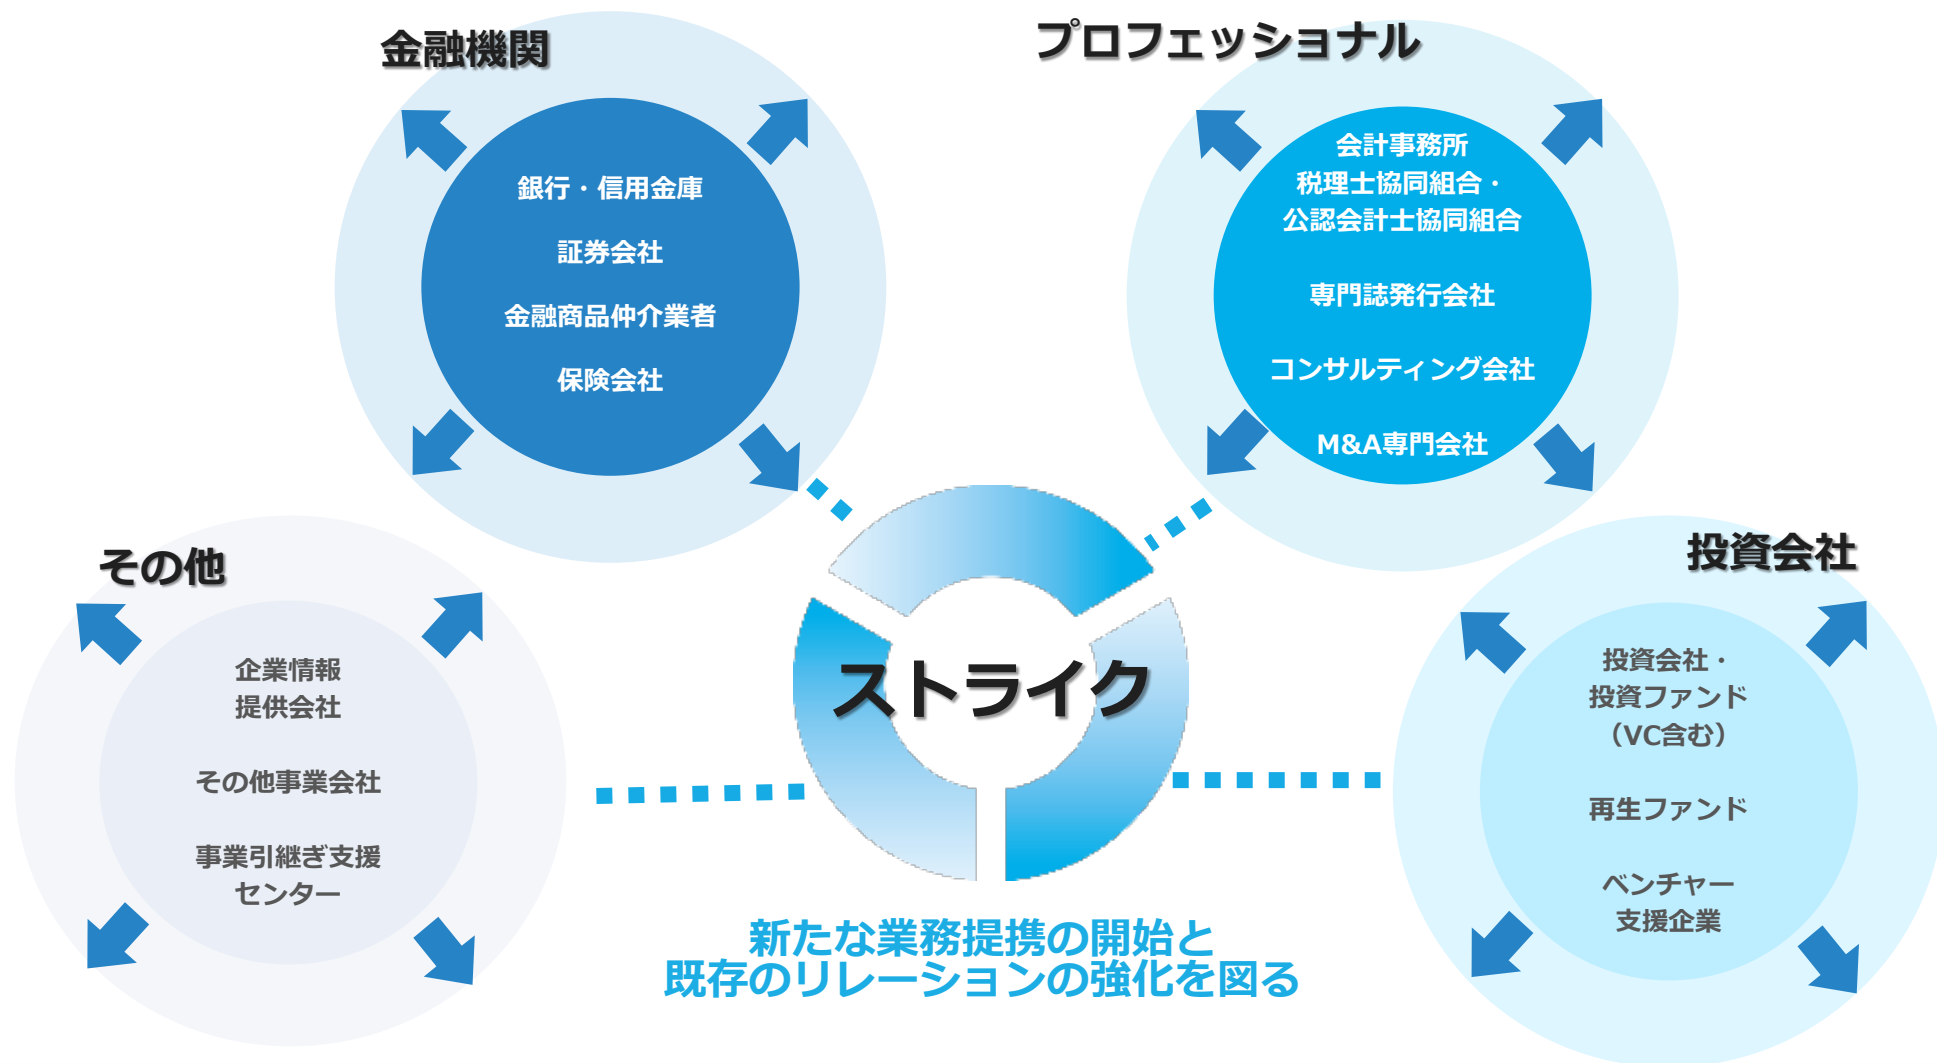 金融機関
銀行・信用金庫
証券会社
金融商品仲介業者
保険会社
プロフェッショナル
会計事務所
税理士協同組合・
公認会計士協同組合
専門誌発行会社
コンサルティング会社
M&A専門会社
その他
企業情報
提供会社
その他事業会社
事業引継ぎ支援
センター
ストライク
投資会社
投資会社・
投資ファンド
（VC含む）
再生ファンド
ベンチャー
支援企業
新たな業務提携の開始と
既存のリレーションの強化を図る